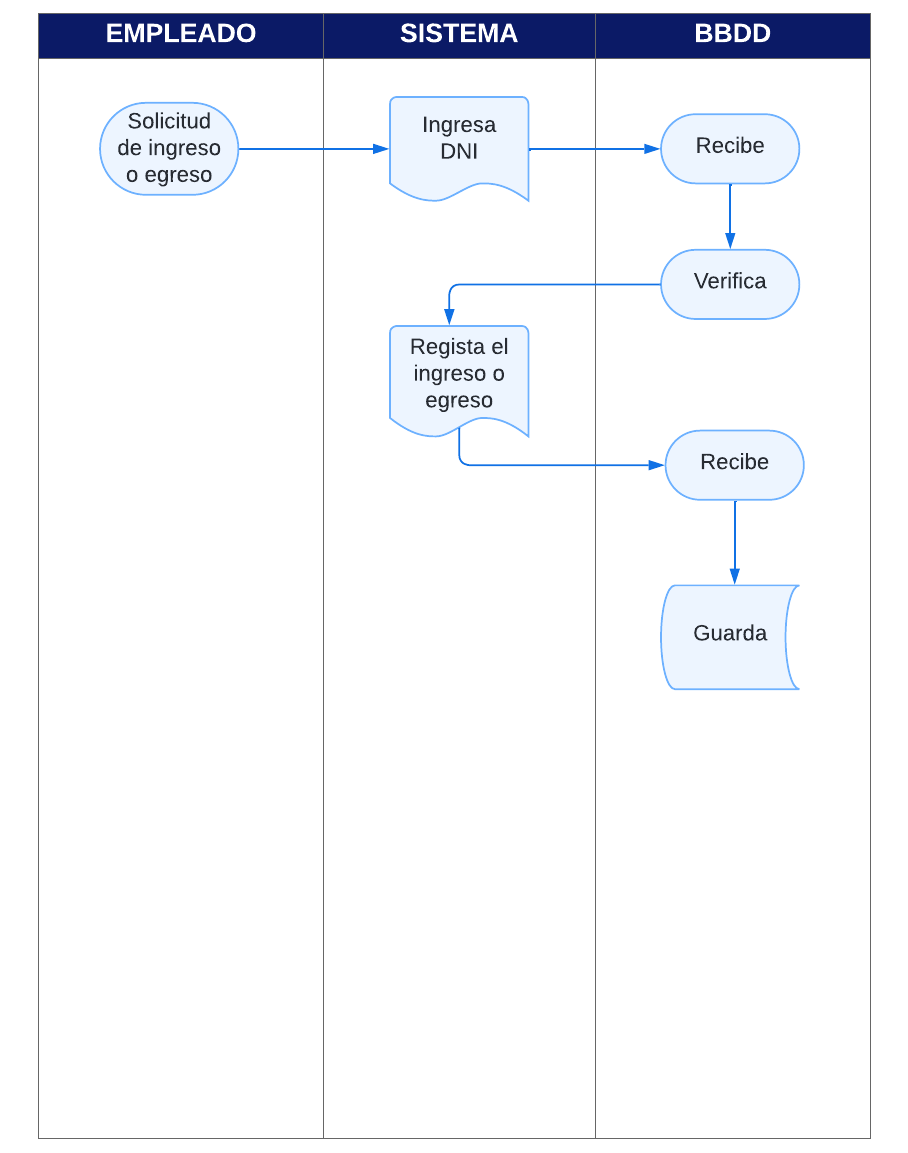 EMPLEADO
SISTEMA
BBDD
Solicitud
de ingreso
o egreso
Ingresa
DNI
Recibe
Verifica
Regista el
ingreso o
egreso
Recibe
Guarda